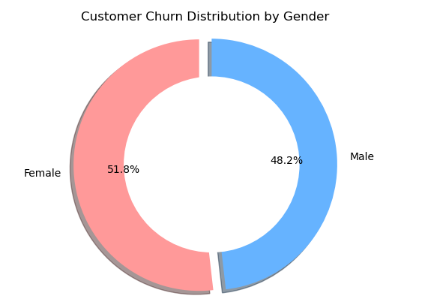 Customer Churn Distribution by Gender
48.2%
Male
51.8%
Female